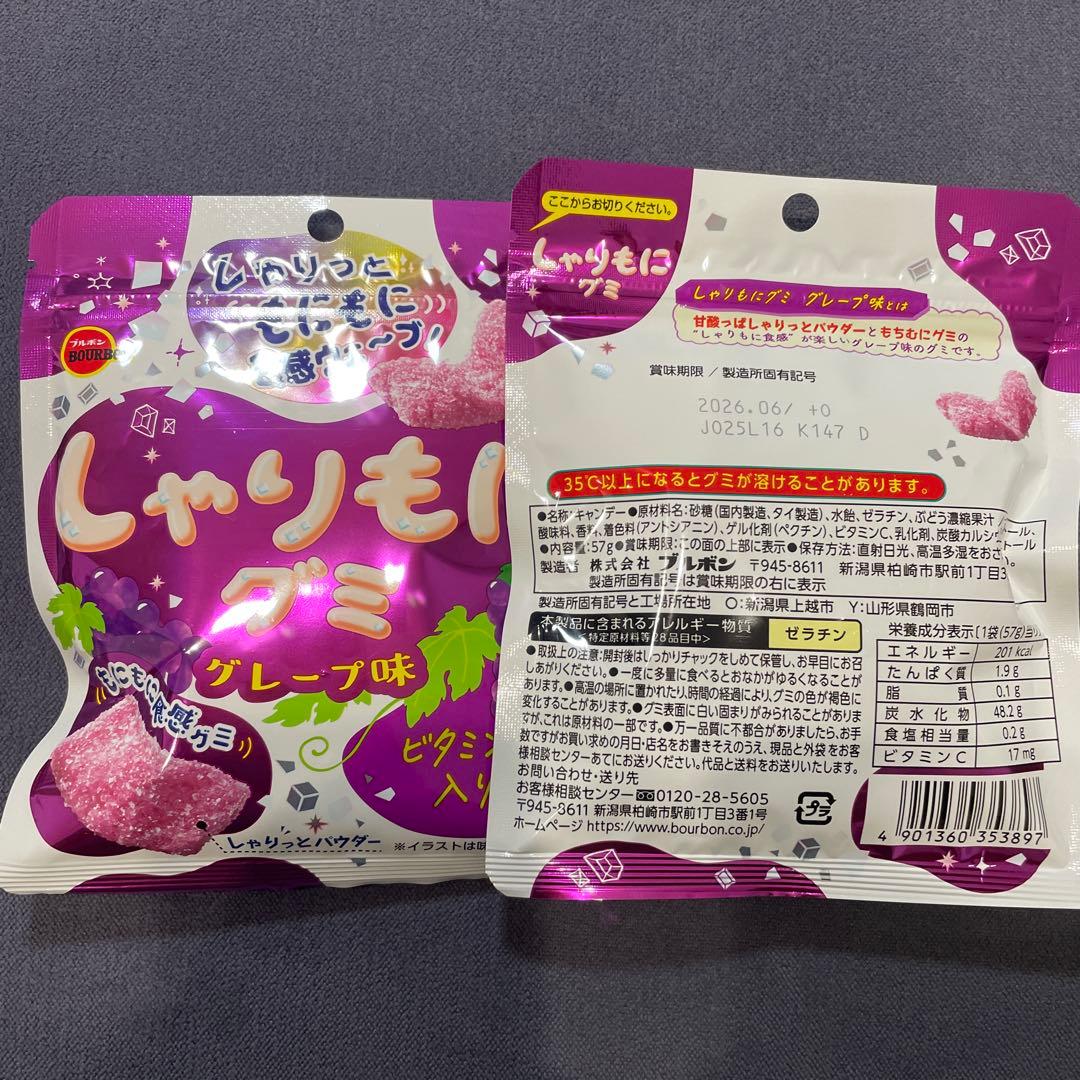 しゃりっと
もにもに
食感ウェ〜ブ!
ブルボン
BOURBO
しゃりもに
グミ
グレープ味
もにもに食感グミ
ビタミン
入り
しゃりっとパウダー
※イラストは味
ここからお切りください。
しゃりもに
グミ
しゃりもにグミ グレープ味とは
甘酸っぱしゃりっとパウダーともちむにグミの
"しゃりもに食感"が楽しいグレープ味のグミです。
賞味期限 / 製造所固有記号
2026.06/ +O
J025L16 K147 D
35℃以上になるとグミが溶けることがあります。
●名称:キャンデー●原材料名:砂糖(国内製造、タイ製造)、水飴、ゼラチン、ぶどう濃縮果汁
酸味料、香料、着色料(アントシアニン)、ゲル化剤(ペクチン)、ビタミンC、乳化剤、炭酸カルシ
●内容量:57g●賞味期限:この面の上部に表示●保存方法:直射日光、高温多湿をおさ
製造者 株式会社 ブルボン 〒945-8611 新潟県柏崎市駅前1丁目3
製造所固有記号は賞味期限の右に表示
製造所固有記号と工場所在地 O:新潟県上越市 Y:山形県鶴岡市
本製品に含まれるアレルギー物質
<特定原材料等28品目中>
ゼラチン
●取扱上の注意:開封後はしっかりチャックをしめて保管し、お早目にお召
しあがりください。●一度に多量に食べるとおなかがゆるくなることが
あります。●高温の場所に置かれたり、時間の経過により、グミの色が褐色に
変化することがあります。●グミ表面に白い固まりがみられることがありま
すが、これは原材料の一部です。●万一品質に不都合がありましたら、お手
数ですがお買い求めの月日・店名をお書きそえのうえ、現品と外袋をお客
様相談センターあてにお送りください。代品と送料をお送りいたします。
お問い合わせ・送り先
お客様相談センター 0120-28-5605
〒945-8611 新潟県柏崎市駅前1丁目3番1号
ホームページ https://www.bourbon.co.jp/
プラ
栄養成分表示〔1袋(57g)当
エネルギー 201 kcal
たんぱく質 1.9g
脂質 0.1g
炭水化物 48.2g
食塩相当量 0.2g
ビタミンC 17mg
4 901360 353897